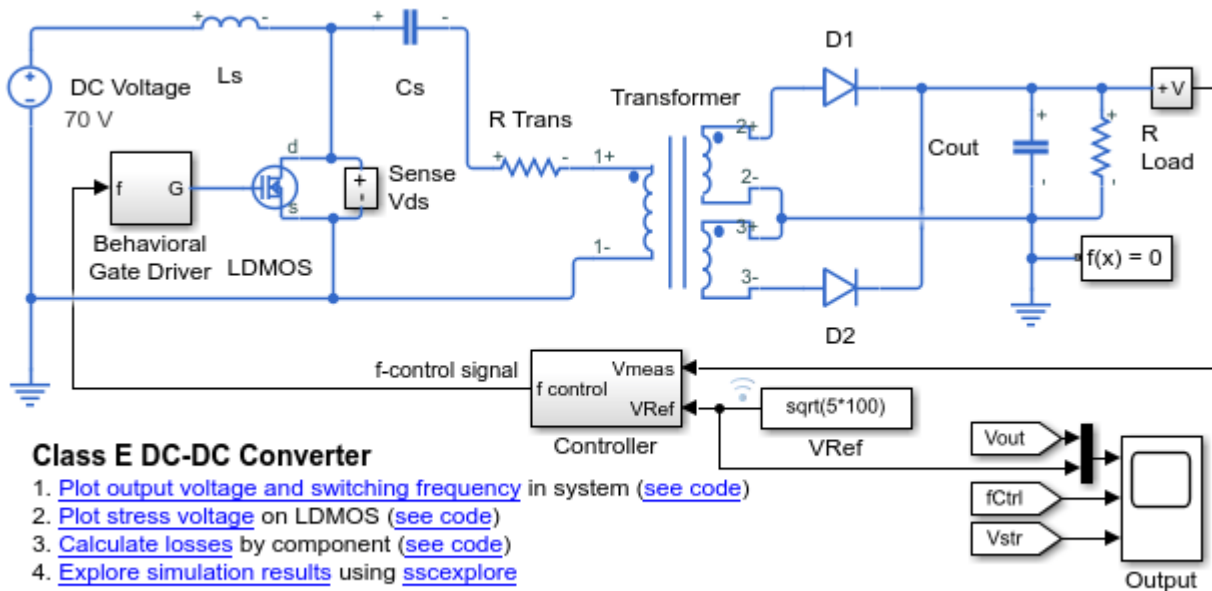 + -
+ -
D1
Ls
Cs
DC Voltage
70 V
+
-
Transformer
R Trans
2+
+V
+
+
R
Load
Cout
d
+ -
1+
f
G
+
-
Sense
Vds
2-
-
-
s
3+
Behavioral
Gate Driver
LDMOS
1-
3-
f(x) = 0
D2
f-control signal
f control
Vmeas
VRef
sqrt(5*100)
Controller
VRef
Vout
fCtrl
Vstr
Output
Class E DC-DC Converter
1. Plot output voltage and switching frequency in system (see code)
2. Plot stress voltage on LDMOS (see code)
3. Calculate losses by component (see code)
4. Explore simulation results using sscexplore